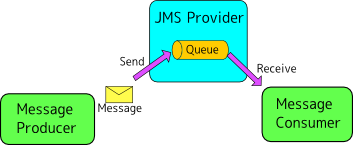 JMS Provider
Queue
Send
Receive
Message
Message
Producer
Message
Consumer